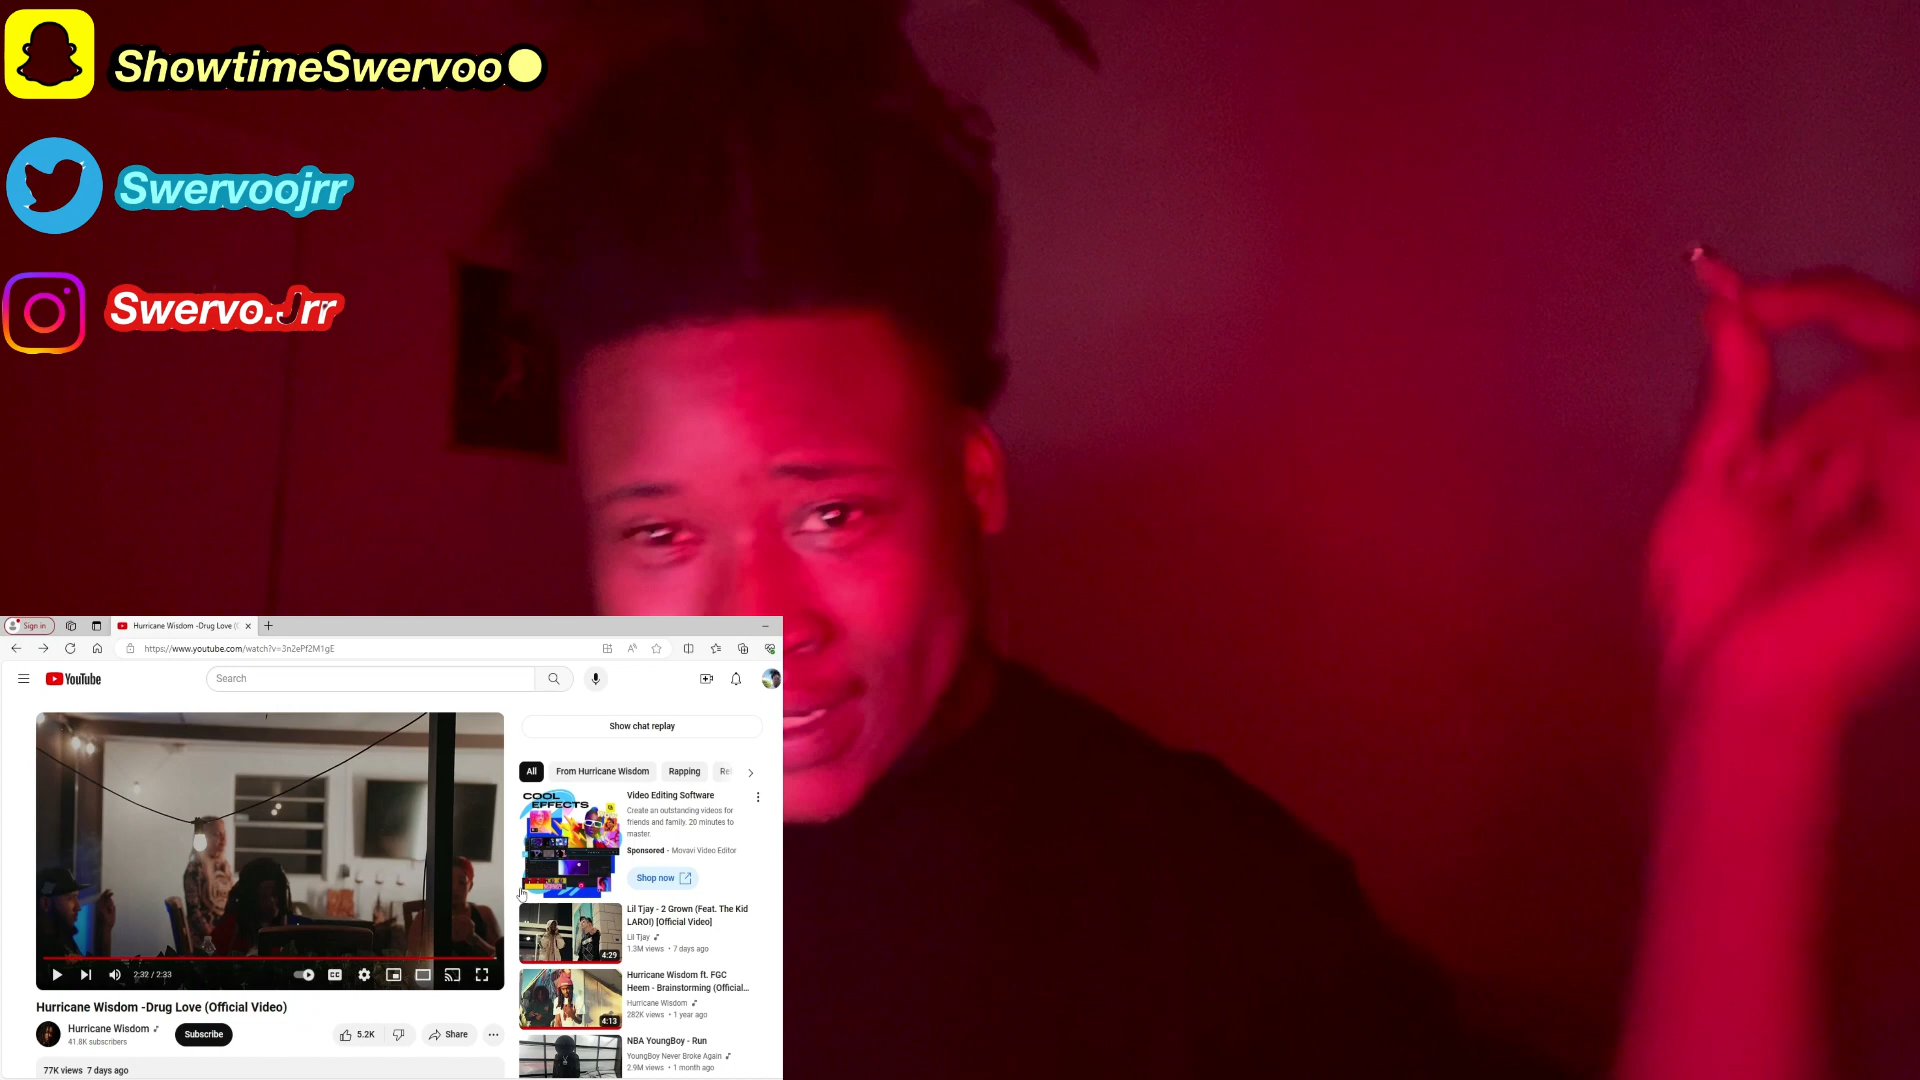 ShowtimeSwervoo
Swervoojrr
Swervo.Jrr
Sign in
Hurricane Wisdom -Drug Love (
https://www.youtube.com/watch?v=3n2ePf2M1gE
YouTube
Search
Show chat replay
All
From Hurricane Wisdom
Rapping
COOL
EFFECTS
Video Editing Software
Create an outstanding videos for
friends and family. 20 minutes to
master.
Sponsored · Movavi Video Editor
Shop now
Lil Tjay - 2 Grown (Feat. The Kid
LAROI) [Official Video]
Lil Tjay
1.3M views • 7 days ago
4:29
Hurricane Wisdom ft. FGC
Heem - Brainstorming (Official...
Hurricane Wisdom
282K views • 1 year ago
4:13
NBA YoungBoy - Run
YoungBoy Never Broke Again
2.9M views • 1 month ago
2:32 / 2:33
CC
Hurricane Wisdom -Drug Love (Official Video)
Hurricane Wisdom
41.8K subscribers
Subscribe
5.2K
Share
77K views 7 days ago